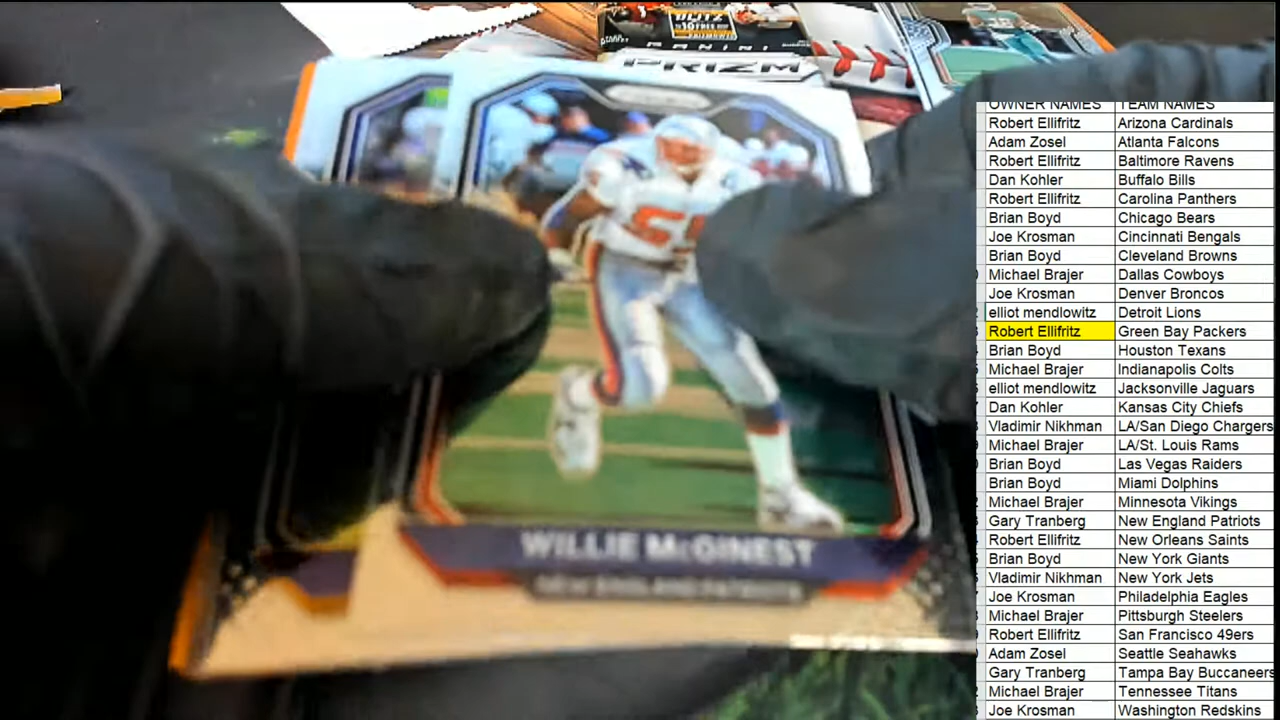 BLITZ
10 FREE
PANINI
PRIZM
WILLIE McGINEST
NEW ENGLAND PATRIOTS
OWNER NAMES TEAM NAMES
Robert Ellifritz Arizona Cardinals
Adam Zosel Atlanta Falcons
Robert Ellifritz Baltimore Ravens
Dan Kohler Buffalo Bills
Robert Ellifritz Carolina Panthers
Brian Boyd Chicago Bears
Joe Krosman Cincinnati Bengals
Brian Boyd Cleveland Browns
Michael Brajer Dallas Cowboys
Joe Krosman Denver Broncos
elliot mendlowitz Detroit Lions
Robert Ellifritz Green Bay Packers
Brian Boyd Houston Texans
Michael Brajer Indianapolis Colts
elliot mendlowitz Jacksonville Jaguars
Dan Kohler Kansas City Chiefs
Vladimir Nikhman LA/San Diego Chargers
Michael Brajer LA/St. Louis Rams
Brian Boyd Las Vegas Raiders
Brian Boyd Miami Dolphins
Michael Brajer Minnesota Vikings
Gary Tranberg New England Patriots
Robert Ellifritz New Orleans Saints
Brian Boyd New York Giants
Vladimir Nikhman New York Jets
Joe Krosman Philadelphia Eagles
Michael Brajer Pittsburgh Steelers
Robert Ellifritz San Francisco 49ers
Adam Zosel Seattle Seahawks
Gary Tranberg Tampa Bay Buccaneers
Michael Brajer Tennessee Titans
Joe Krosman Washington Redskins